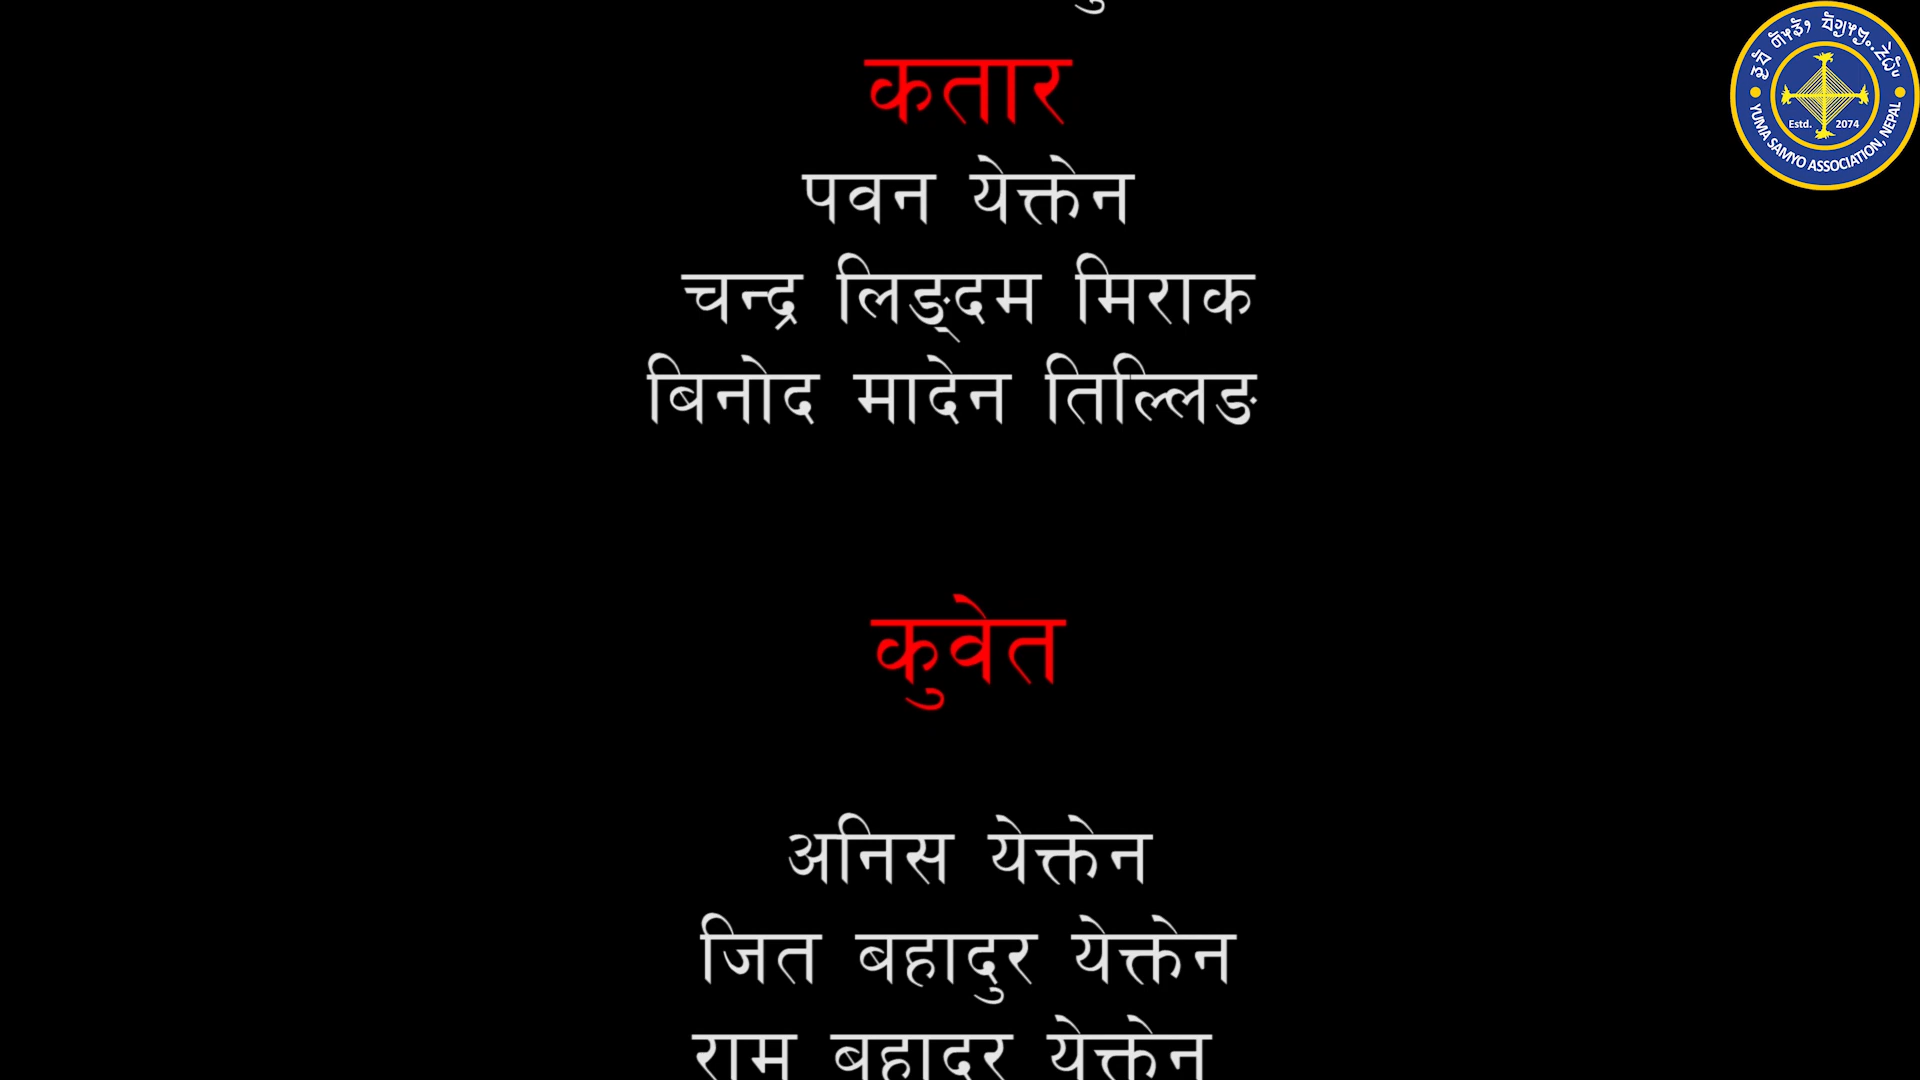 कतार
पवन येक्तेन
चन्द्र लिङ्दम मिराक
बिनोद मादेन तिल्लिङ
कुवेत
अनिस येक्तेन
जित बहादुर येक्तेन
राम बहादुर येक्तेन
YUMA SAMYO ASSOCIATION, NEPAL
Estd. 2074